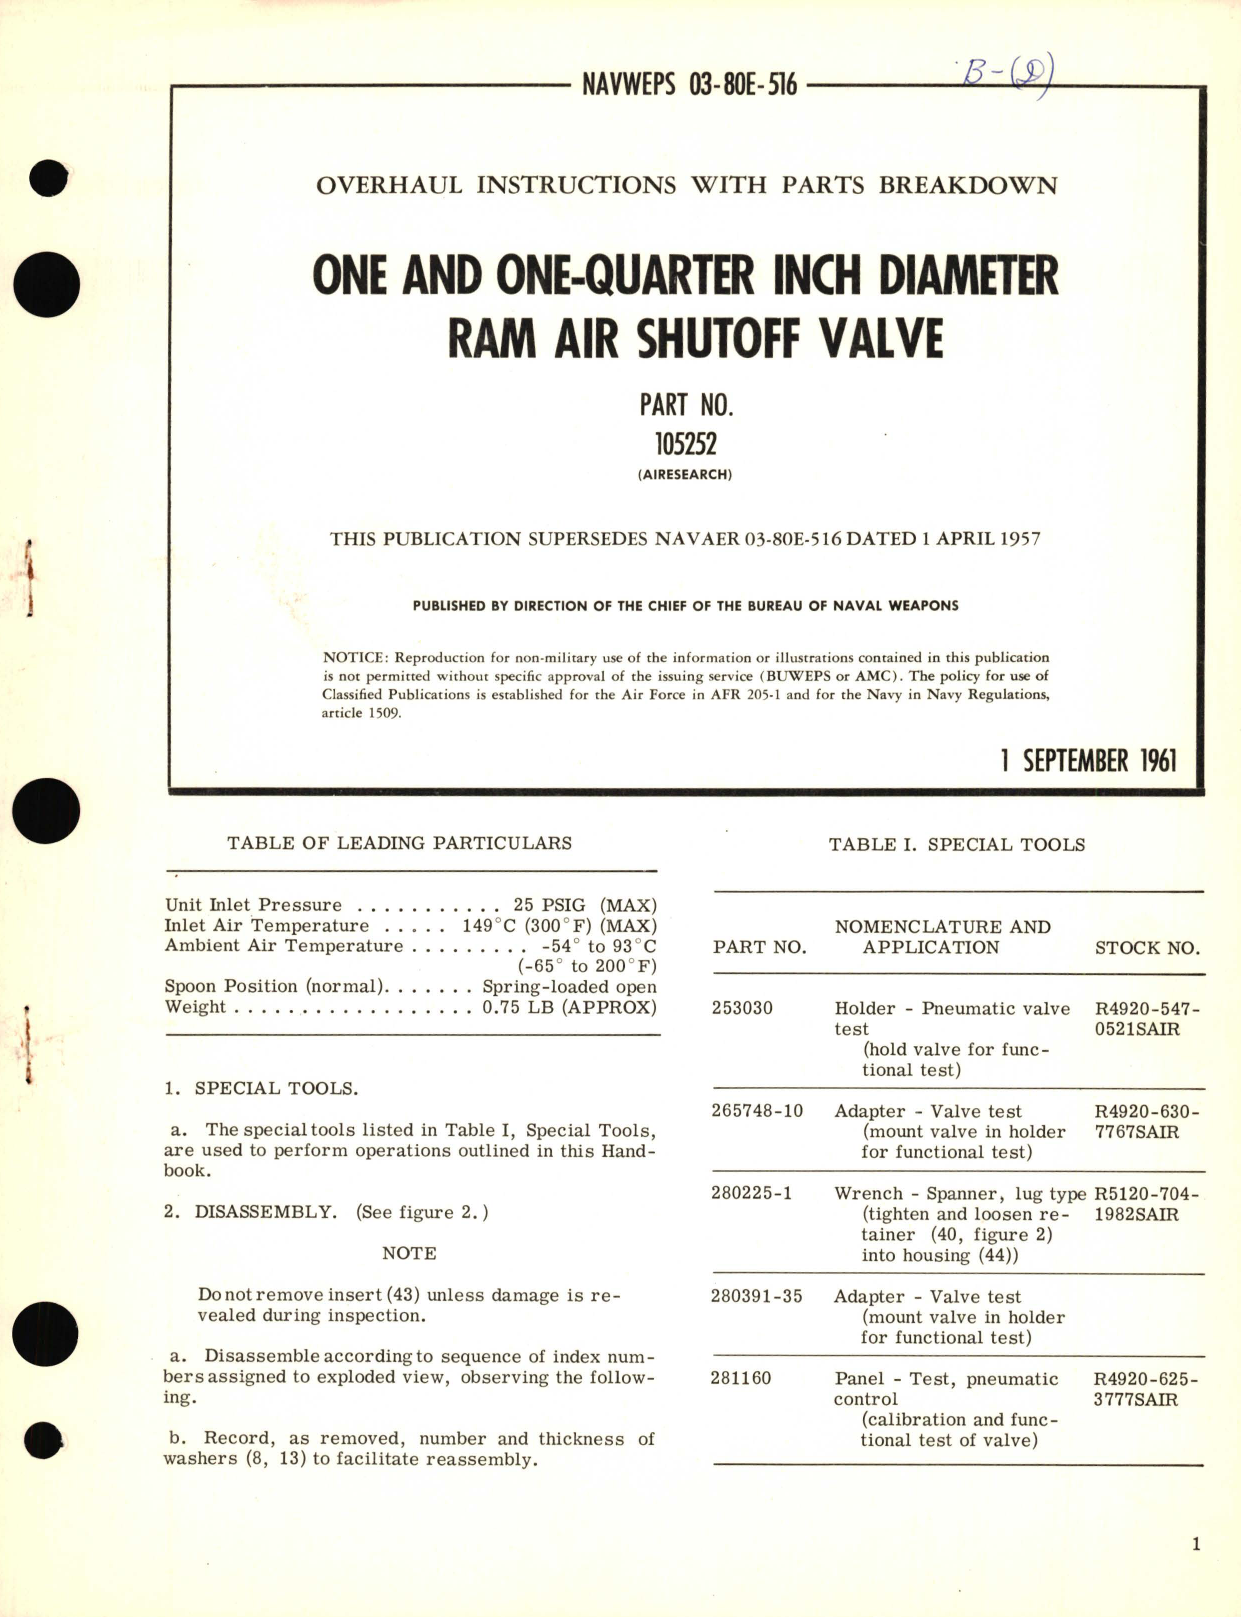 B-(D)
NAVWEPS 03-80E-516
OVERHAUL INSTRUCTIONS WITH PARTS BREAKDOWN
ONE AND ONE-QUARTER INCH DIAMETER
RAM AIR SHUTOFF VALVE
PART NO.
105252
(AIRESEARCH)
THIS PUBLICATION SUPERSEDES NAVAER 03-80E-516 DATED 1 APRIL 1957
PUBLISHED BY DIRECTION OF THE CHIEF OF THE BUREAU OF NAVAL WEAPONS
NOTICE: Reproduction for non-military use of the information or illustrations contained in this publication
is not permitted without specific approval of the issuing service (BUWEPS or AMC). The policy for use of
Classified Publications is established for the Air Force in AFR 205-1 and for the Navy in Navy Regulations,
article 1509.
1 SEPTEMBER 1961
TABLE OF LEADING PARTICULARS
Unit Inlet Pressure . . . . . . . . . . . 25 PSIG (MAX)
Inlet Air Temperature . . . . . 149°C (300°F) (MAX)
Ambient Air Temperature . . . . . . . . . -54° to 93°C
(-65° to 200°F)
Spoon Position (normal). . . . . . . Spring-loaded open
Weight . . . . . . . . . . . . . . . . . . 0.75 LB (APPROX)
1. SPECIAL TOOLS.
a. The special tools listed in Table I, Special Tools,
are used to perform operations outlined in this Hand-
book.
2. DISASSEMBLY. (See figure 2.)
NOTE
Do not remove insert (43) unless damage is re-
vealed during inspection.
a. Disassemble according to sequence of index num-
bers assigned to exploded view, observing the follow-
ing.
b. Record, as removed, number and thickness of
washers (8, 13) to facilitate reassembly.
TABLE I. SPECIAL TOOLS
NOMENCLATURE AND
PART NO. APPLICATION STOCK NO.
253030 Holder - Pneumatic valve R4920-547-
test 0521SAIR
(hold valve for func-
tional test)
265748-10 Adapter - Valve test R4920-630-
(mount valve in holder 7767SAIR
for functional test)
280225-1 Wrench - Spanner, lug type R5120-704-
(tighten and loosen re- 1982SAIR
tainer (40, figure 2)
into housing (44))
280391-35 Adapter - Valve test
(mount valve in holder
for functional test)
281160 Panel - Test, pneumatic R4920-625-
control 3777SAIR
(calibration and func-
tional test of valve)
1